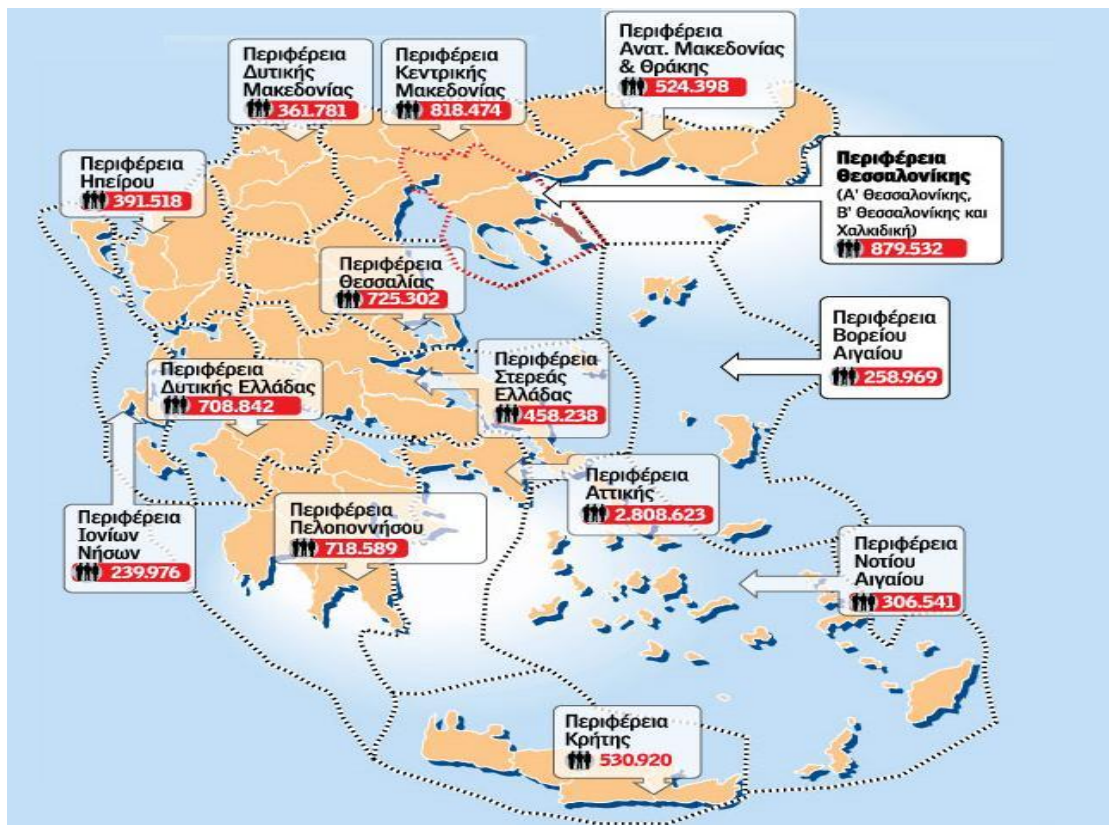 Περιφέρεια
Δυτικής
Μακεδονίας
361.781
Περιφέρεια
Κεντρικής
Μακεδονίας
818.474
Περιφέρεια
Ανατ. Μακεδονίας
& Θράκης
524.398
Περιφέρεια
Ηπείρου
391.518
Περιφέρεια
Θεσσαλονίκης
(Α' Θεσσαλονίκης,
Β' Θεσσαλονίκης και
Χαλκιδική)
879.532
Περιφέρεια
Θεσσαλίας
725.302
Περιφέρεια
Βορείου
Αιγαίου
258.969
Περιφέρεια
Δυτικής Ελλάδας
708.842
Περιφέρεια
Στερεάς
Ελλάδας
458.238
Περιφέρεια
Αττικής
2.808.623
Περιφέρεια
Ιονίων
Νήσων
239.976
Περιφέρεια
Πελοποννήσου
718.589
Περιφέρεια
Νοτίου
Αιγαίου
306.541
Περιφέρεια
Κρήτης
530.920